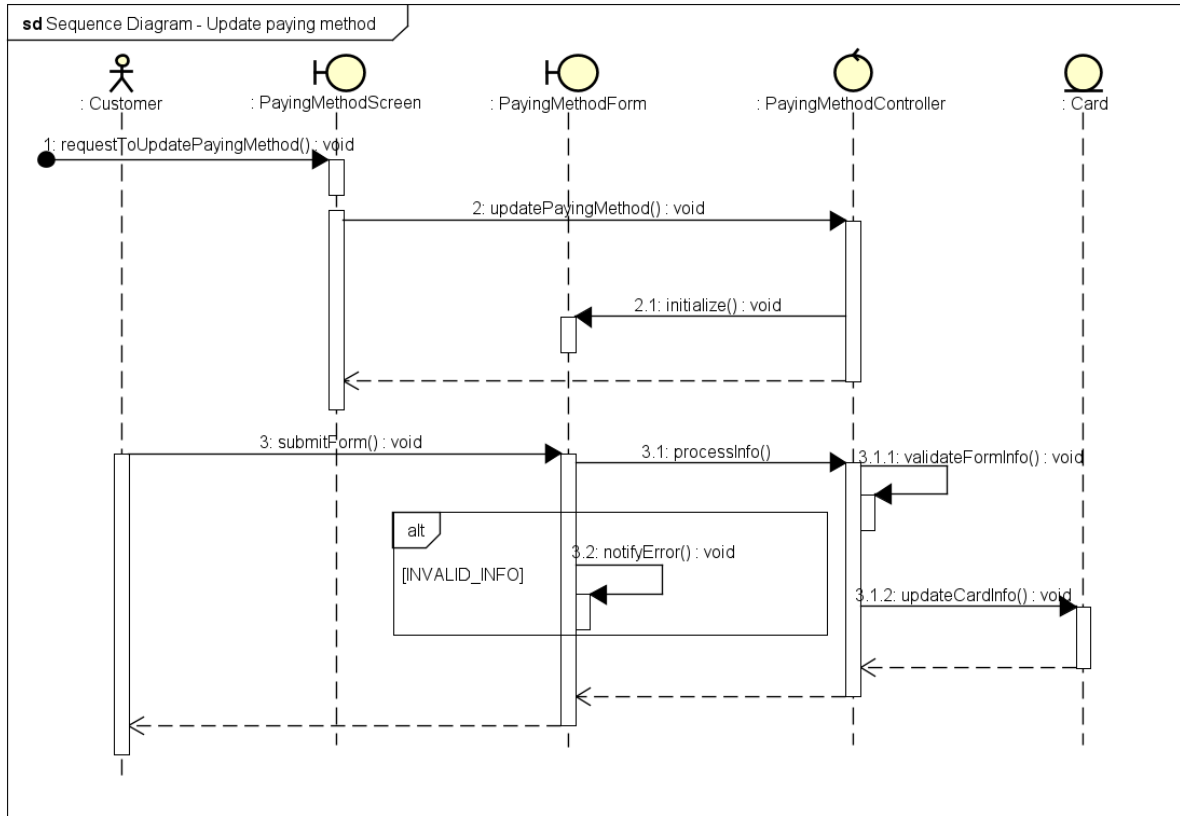 sd Sequence Diagram - Update paying method
: Customer
: PayingMethodScreen
: PayingMethodForm
: PayingMethodController
: Card
1: requestToUpdatePayingMethod() : void
2: updatePayingMethod() : void
2.1: initialize() : void
3: submitForm() : void
3.1: processInfo()
3.1.1: validateFormInfo() : void
alt
3.2: notifyError() : void
[INVALID_INFO]
3.1.2: updateCardInfo() : void